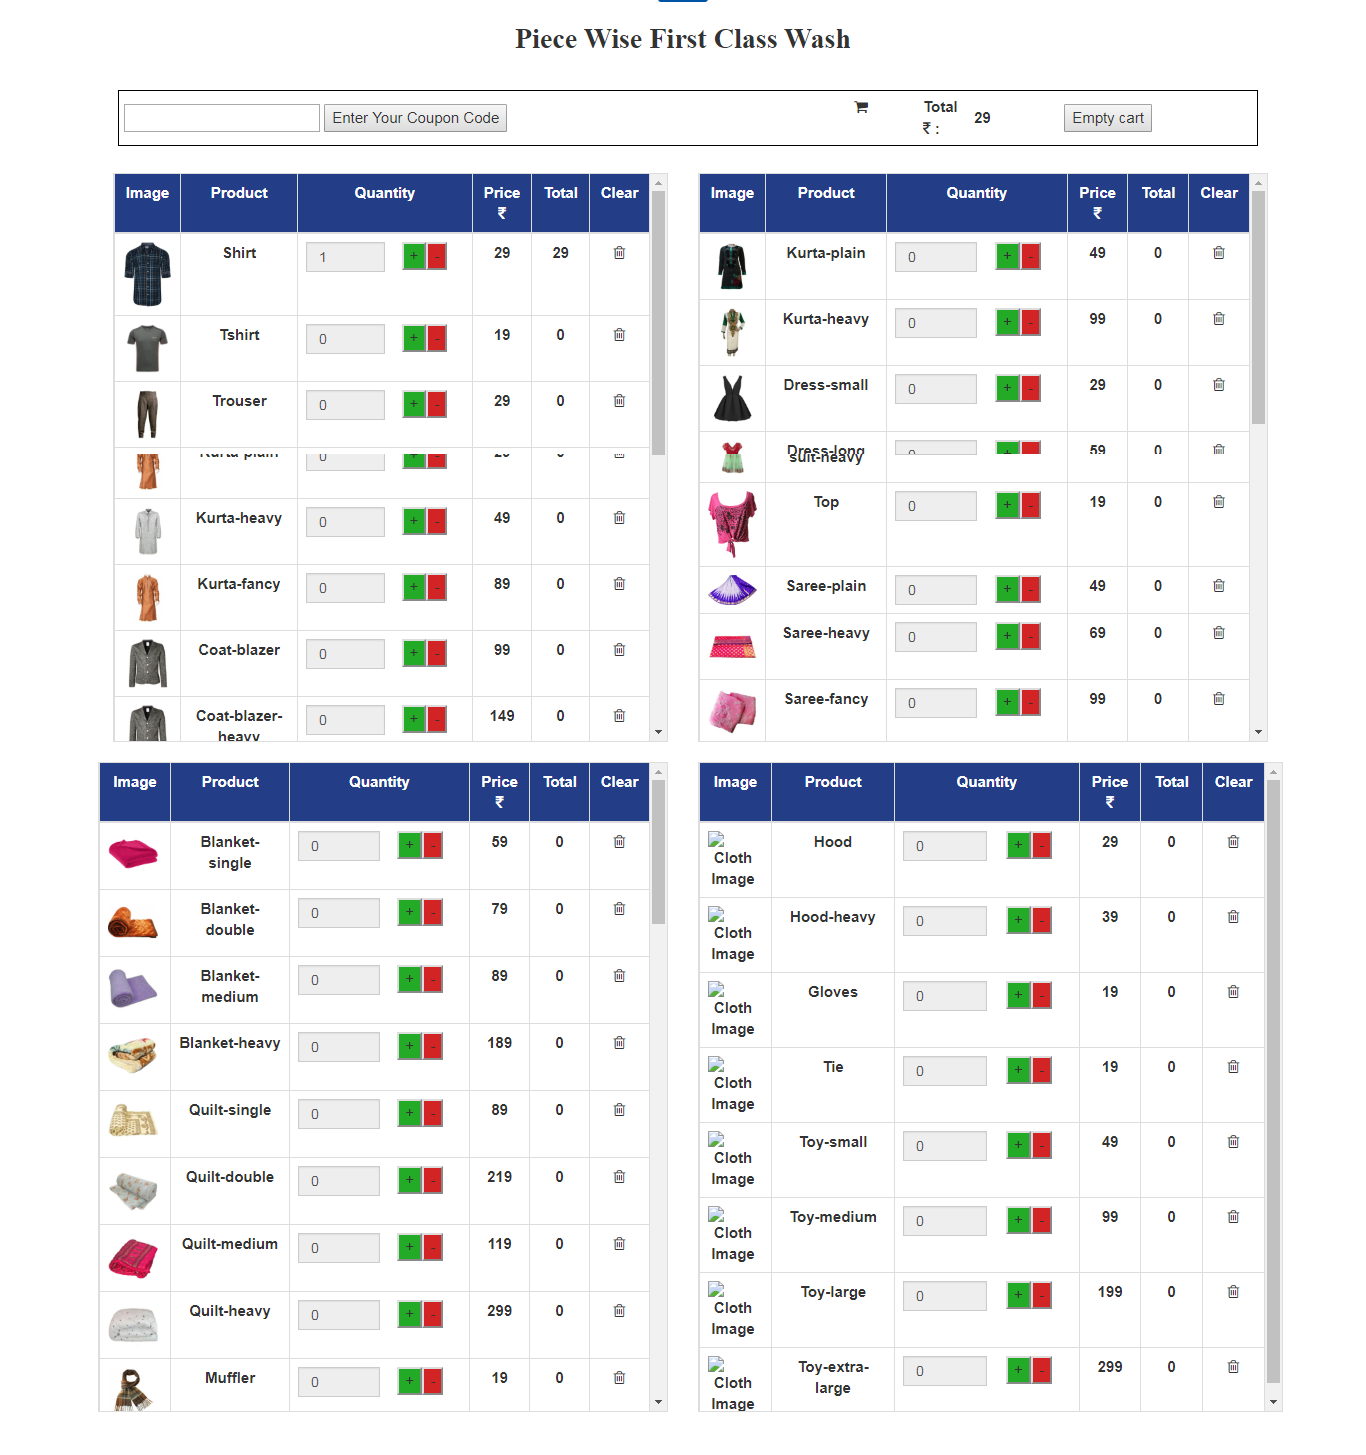 Piece Wise First Class Wash
Enter Your Coupon Code
Total ₹ : 29
Empty cart
Image Product Quantity Price ₹ Total Clear
Shirt 1 + - 29 29
Tshirt 0 + - 19 0
Trouser 0 + - 29 0
Kurta-plain 0 + - 29 0
Kurta-heavy 0 + - 49 0
Kurta-fancy 0 + - 89 0
Coat-blazer 0 + - 99 0
Coat-blazer-heavy 0 + - 149 0
Image Product Quantity Price ₹ Total Clear
Kurta-plain 0 + - 49 0
Kurta-heavy 0 + - 99 0
Dress-small 0 + - 29 0
Dress-long 0 + - 59 0
suit-heavy
Top 0 + - 19 0
Saree-plain 0 + - 49 0
Saree-heavy 0 + - 69 0
Saree-fancy 0 + - 99 0
Image Product Quantity Price ₹ Total Clear
Blanket-single 0 + - 59 0
Blanket-double 0 + - 79 0
Blanket-medium 0 + - 89 0
Blanket-heavy 0 + - 189 0
Quilt-single 0 + - 89 0
Quilt-double 0 + - 219 0
Quilt-medium 0 + - 119 0
Quilt-heavy 0 + - 299 0
Muffler 0 + - 19 0
Image Product Quantity Price ₹ Total Clear
Cloth Image Hood 0 + - 29 0
Cloth Image Hood-heavy 0 + - 39 0
Cloth Image Gloves 0 + - 19 0
Cloth Image Tie 0 + - 19 0
Cloth Image Toy-small 0 + - 49 0
Cloth Image Toy-medium 0 + - 99 0
Cloth Image Toy-large 0 + - 199 0
Cloth Image Toy-extra-large 0 + - 299 0